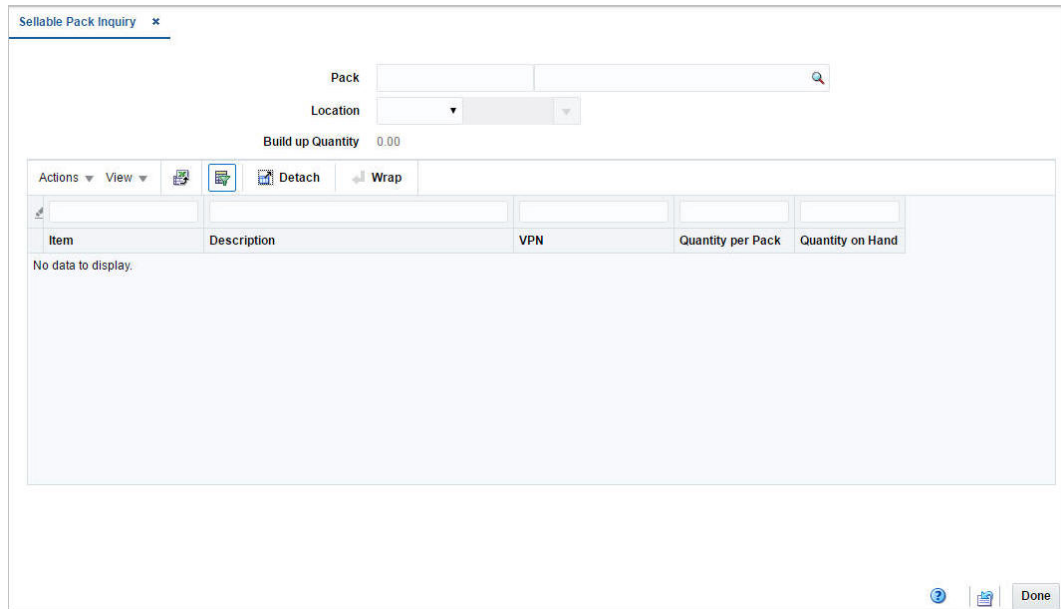 Sellable Pack Inquiry ×
Pack
Location
Build up Quantity 0.00
Actions View Detach Wrap
Item Description VPN Quantity per Pack Quantity on Hand
No data to display.
? Done